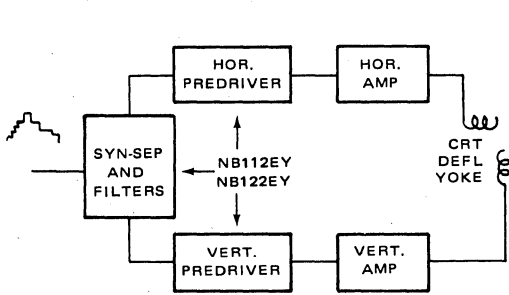 HOR.
PREDRIVER
HOR.
AMP
SYN-SEP
AND
FILTERS
NB112EY
NB122EY
CRT
DEFL
YOKE
VERT.
PREDRIVER
VERT.
AMP